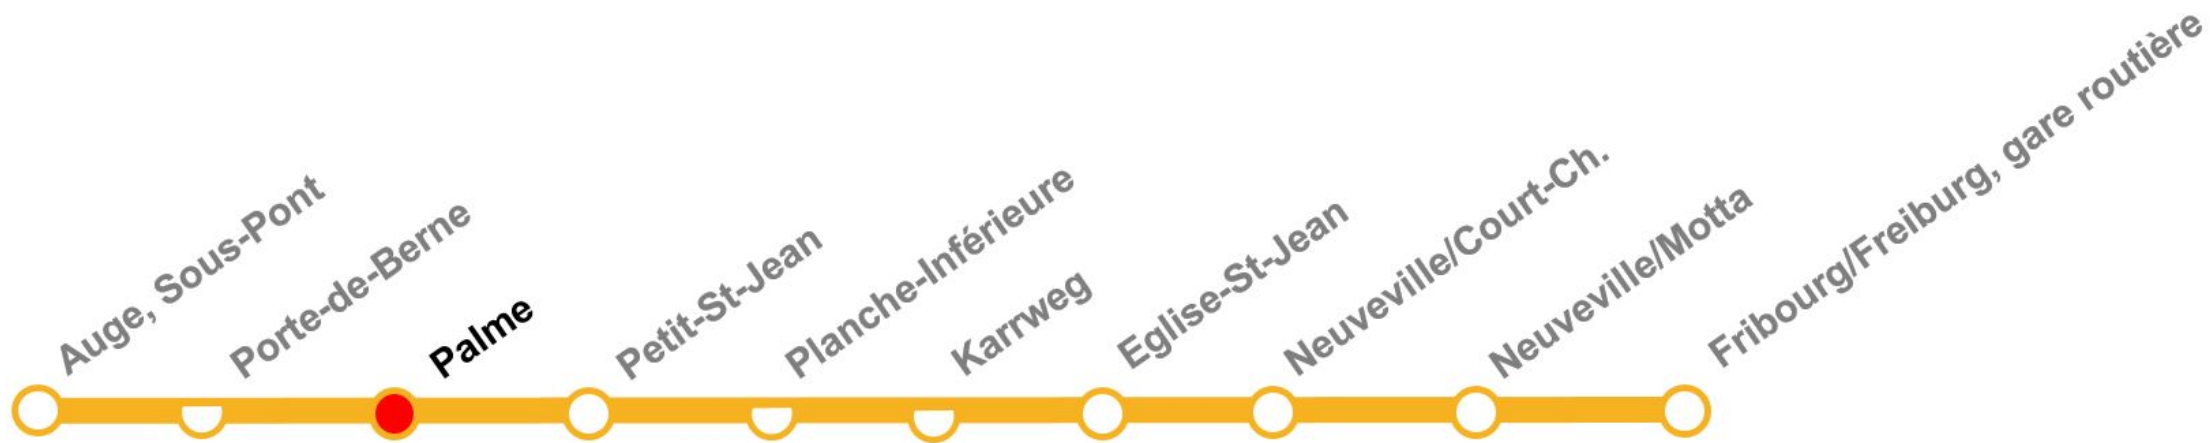 Auge, Sous-Pont
Porte-de-Berne
Palme
Petit-St-Jean
Planche-Inférieure
Karrweg
Eglise-St-Jean
Neuveville/Court-Ch.
Neuveville/Motta
Fribourg/Freiburg, gare routière